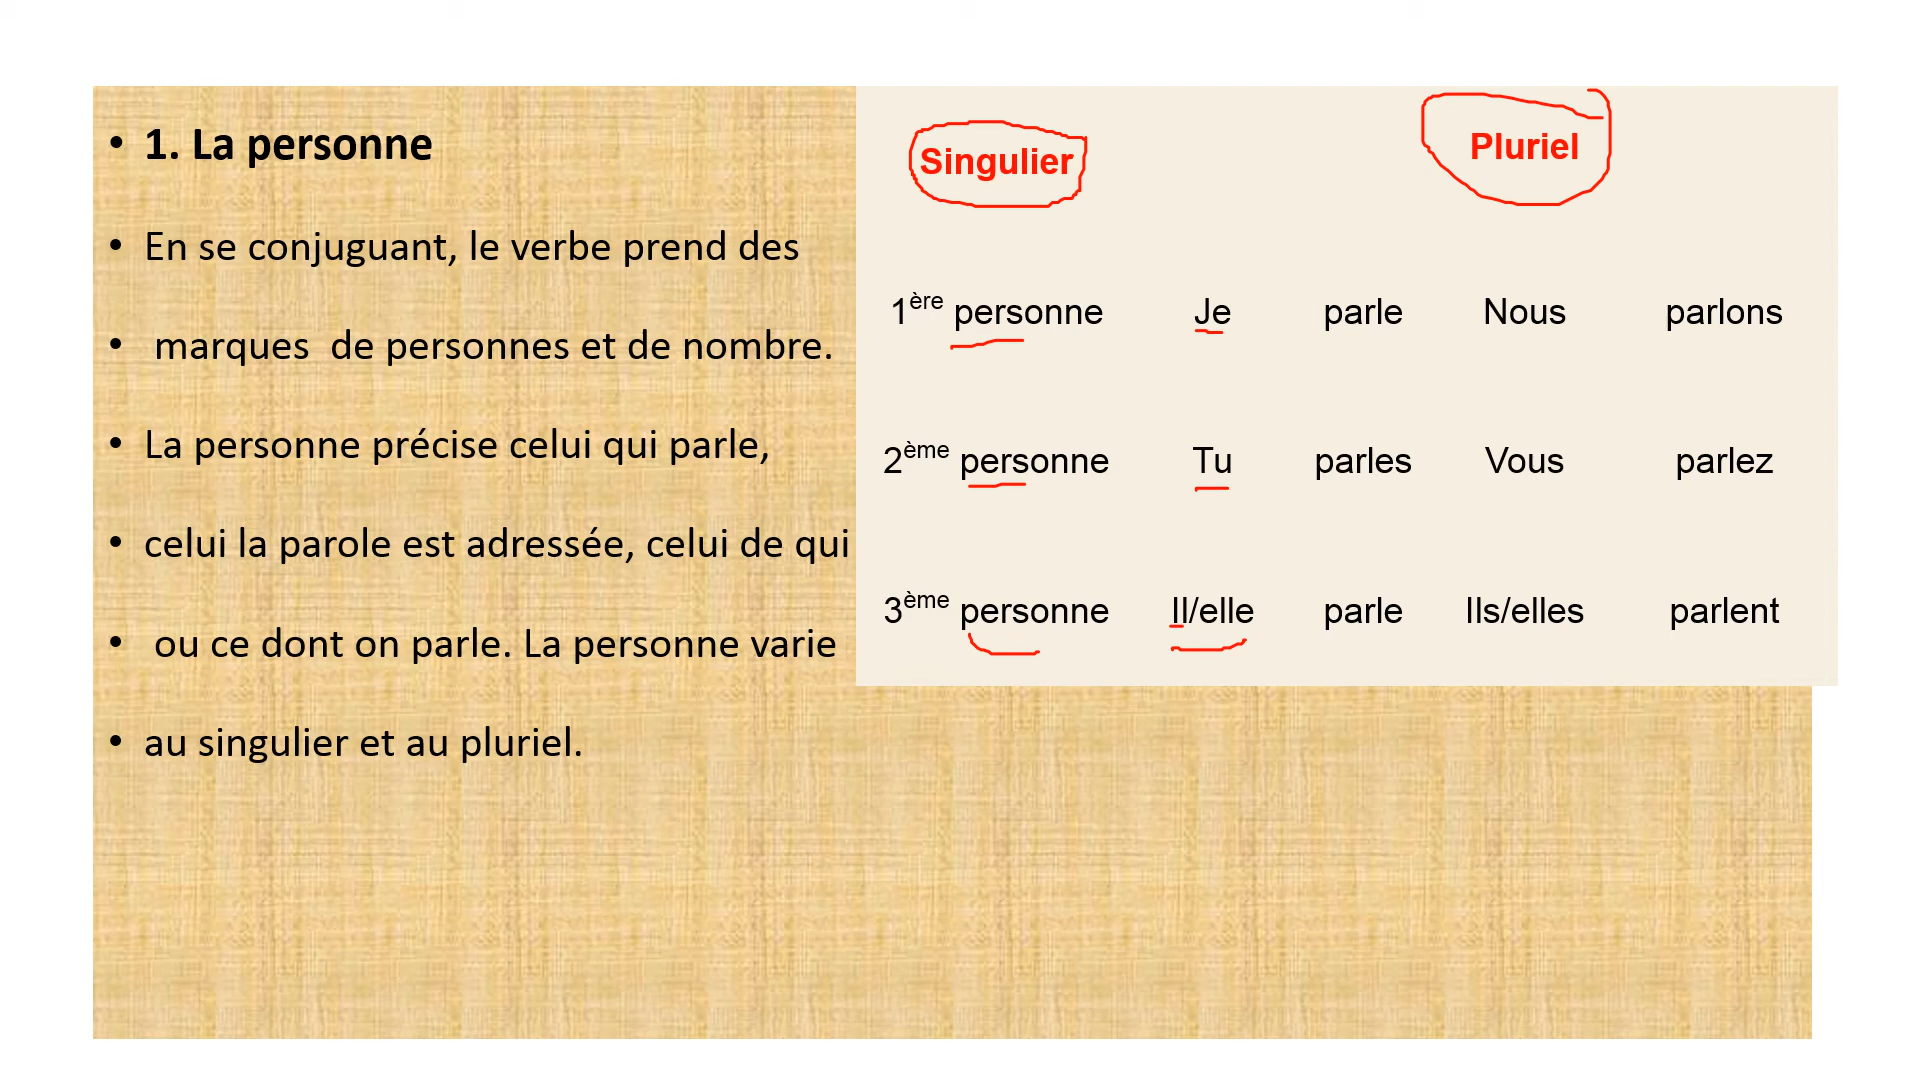 • 1. La personne
• En se conjuguant, le verbe prend des
• marques de personnes et de nombre.
• La personne précise celui qui parle,
• celui la parole est adressée, celui de qui
• ou ce dont on parle. La personne varie
• au singulier et au pluriel.
Singulier Pluriel
1ère personne Je parle Nous parlons
2ème personne Tu parles Vous parlez
3ème personne Il/elle parle Ils/elles parlent